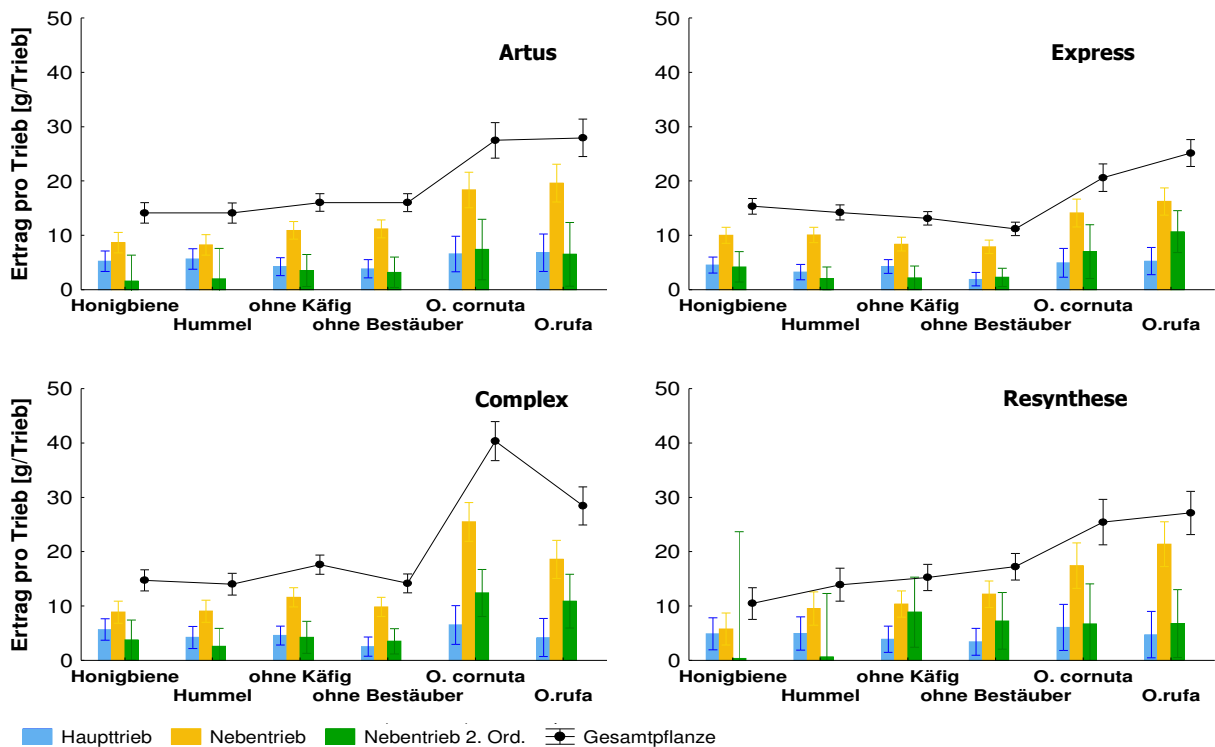 Artus
Ertrag pro Trieb [g/Trieb]
50
40
30
20
10
0
Honigbiene ohne Käfig O. cornuta
Hummel ohne Bestäuber O.rufa
Express
50
40
30
20
10
0
Honigbiene ohne Käfig O. cornuta
Hummel ohne Bestäuber O.rufa
Complex
Ertrag pro Trieb [g/Trieb]
50
40
30
20
10
0
Honigbiene ohne Käfig O. cornuta
Hummel ohne Bestäuber O.rufa
Resynthese
50
40
30
20
10
0
Honigbiene ohne Käfig O. cornuta
Hummel ohne Bestäuber O.rufa
Haupttrieb Nebentrieb Nebentrieb 2. Ord. Gesamtpflanze